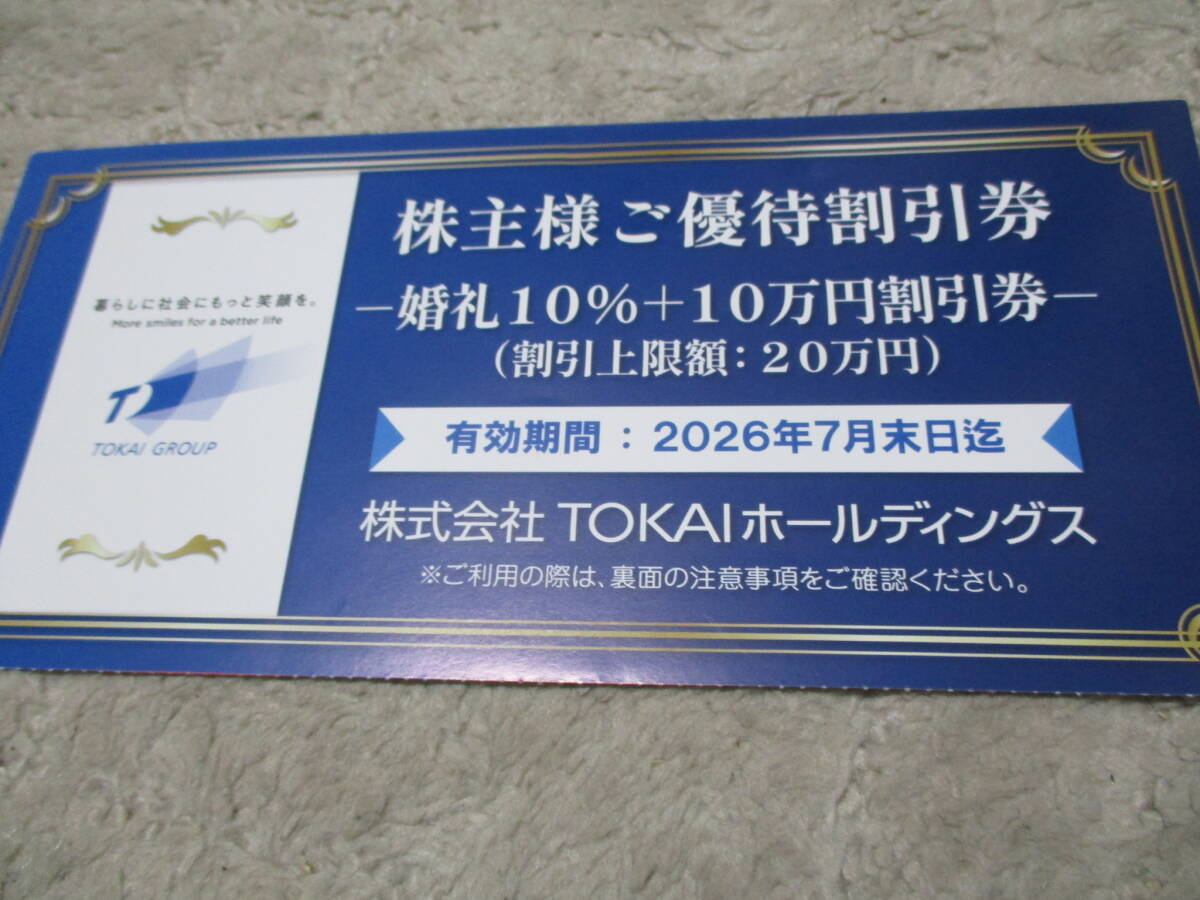 暮らしに社会にもっと笑顔を。
More smiles for a better life
TOKAI GROUP
株主様ご優待割引券
－婚礼10%＋10万円割引券－
（割引上限額：20万円）
有効期間 ： 2026年7月末日迄
株式会社 TOKAIホールディングス
※ご利用の際は、裏面の注意事項をご確認ください。